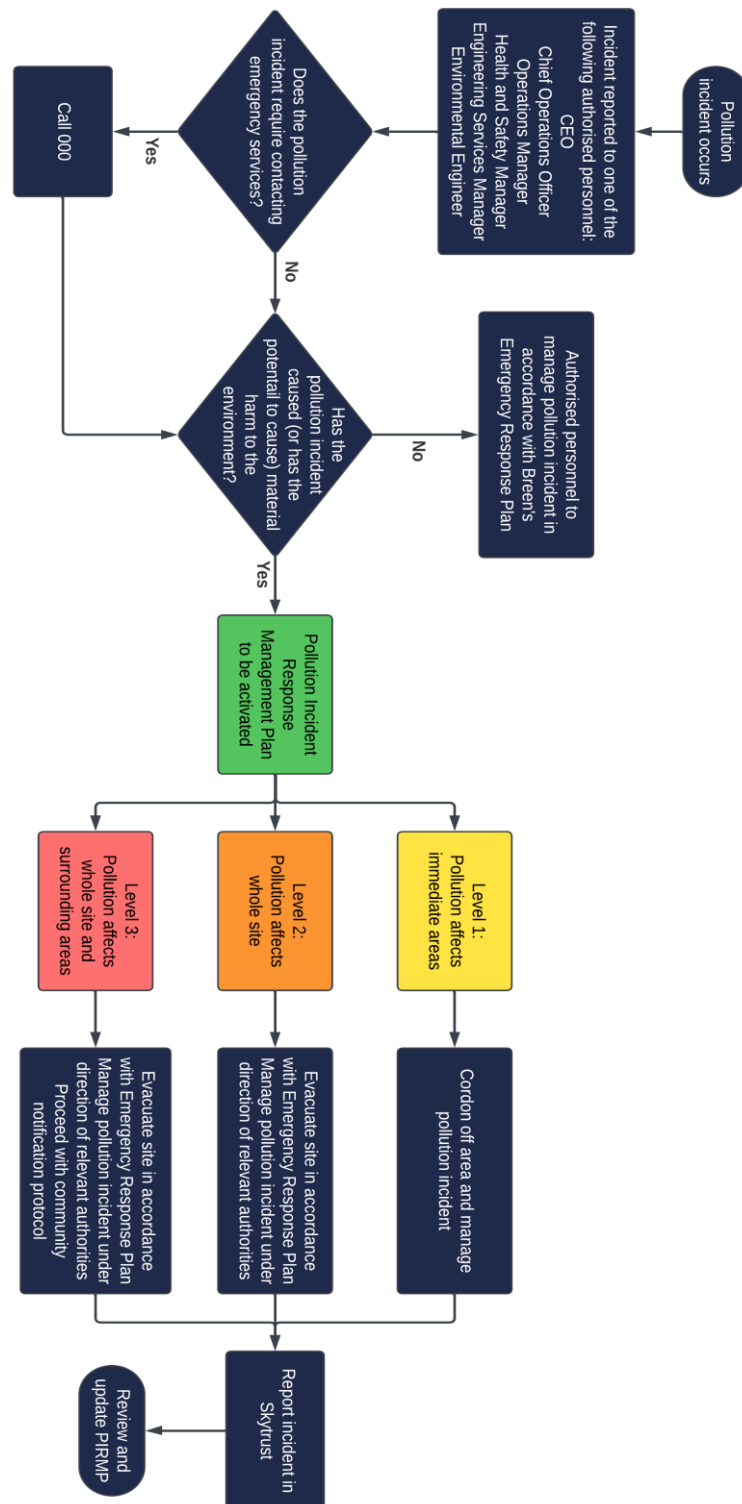 Pollution
incident occurs
Incident reported to one of the
following authorised personnel:
CEO
Chief Operations Officer
Operations Manager
Health and Safety Manager
Engineering Services Manager
Environmental Engineer
Does the pollution
incident require contacting
emergency services?
Yes
Call 000
No
Has the
pollution incident
caused (or has the
potentail to cause) material
harm to the
environment?
No
Authorised personnel to
manage pollution incident in
accordance with Breen's
Emergency Response Plan
Yes
Pollution Incident
Response
Management Plan
to be activated
Level 1:
Pollution affects
immediate areas
Cordon off area and manage
pollution incident
Level 2:
Pollution affects
whole site
Evacuate site in accordance
with Emergency Response Plan
Manage pollution incident under
direction of relevant authorities
Level 3:
Pollution affects
whole site and
surrounding areas
Evacuate site in accordance
with Emergency Response Plan
Manage pollution incident under
direction of relevant authorities
Proceed with community
notification protocol
Report incident in
Skytrust
Review and
update PIRMP